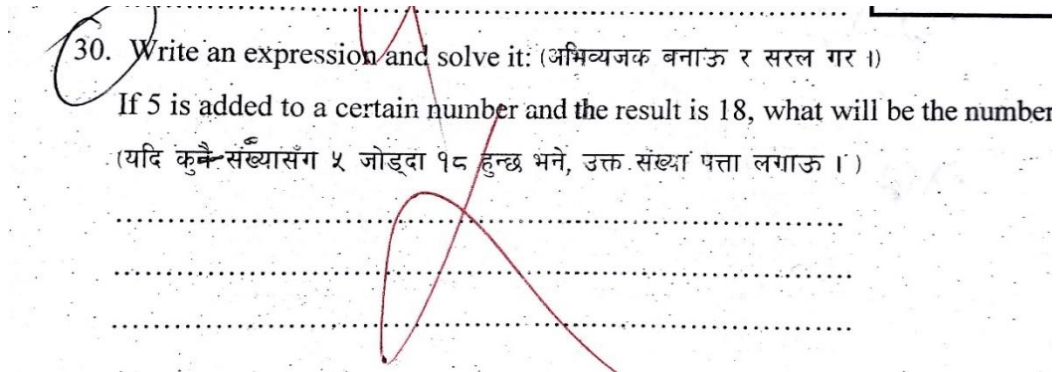 30. Write an expression and solve it: (अभिव्यजक बनाऊ र सरल गर ।)
If 5 is added to a certain number and the result is 18, what will be the number
(यदि कुनै संख्यासँग ५ जोड्दा १८ हुन्छ भने, उक्त संख्या पत्ता लगाऊ । )